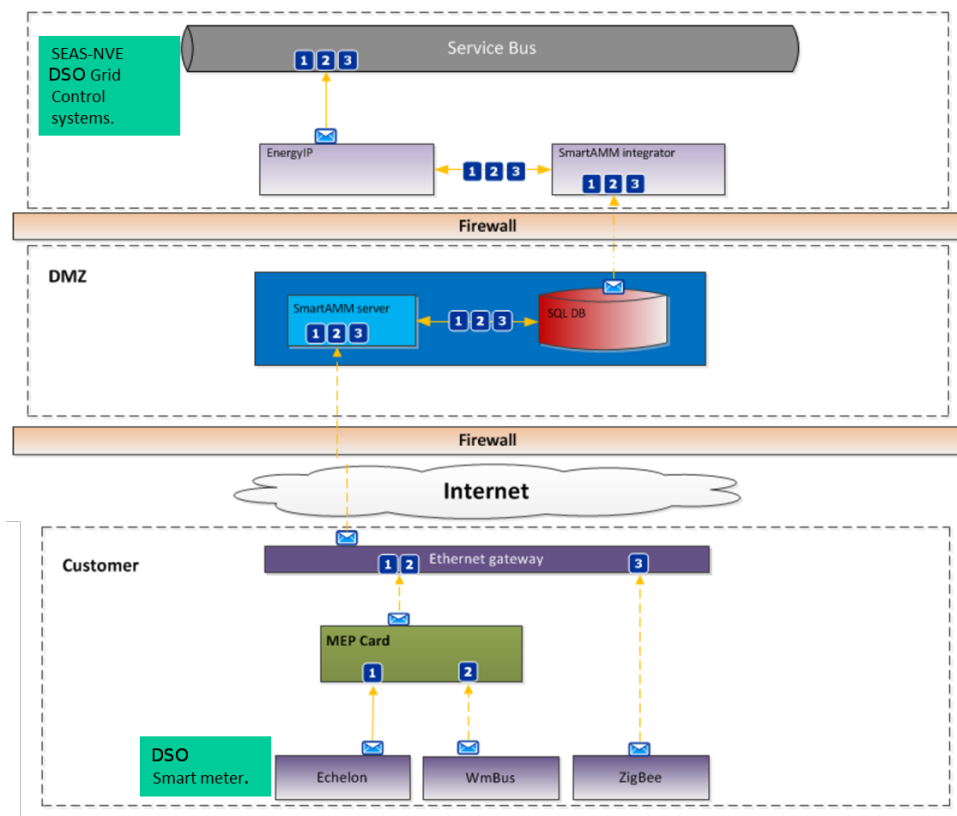 SEAS-NVE
DSO Grid
Control
systems.
Service Bus
1 2 3
EnergyIP
1 2 3
SmartAMM integrator
1 2 3
Firewall
DMZ
SmartAMM server
1 2 3
1 2 3
SQL DB
Firewall
Internet
Customer
Ethernet gateway
1 2
3
MEP Card
1
2
DSO
Smart meter.
Echelon
WmBus
ZigBee